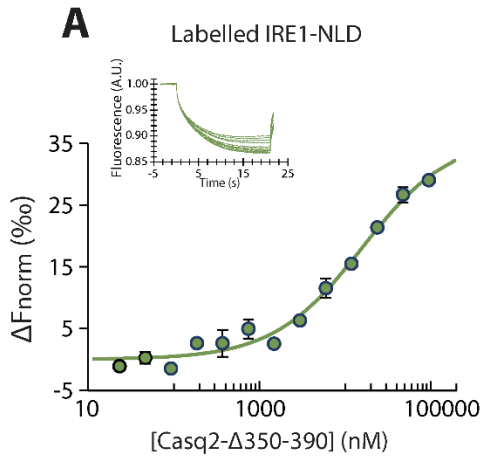 A
Labelled IRE1-NLD
Fluorescence (A.U.)
1.00
0.95
0.90
0.85
-5 5 15 25
Time (s)
ΔFnorm (‰)
35
25
15
5
-5
10 1000 100000
[Casq2-Δ350-390] (nM)